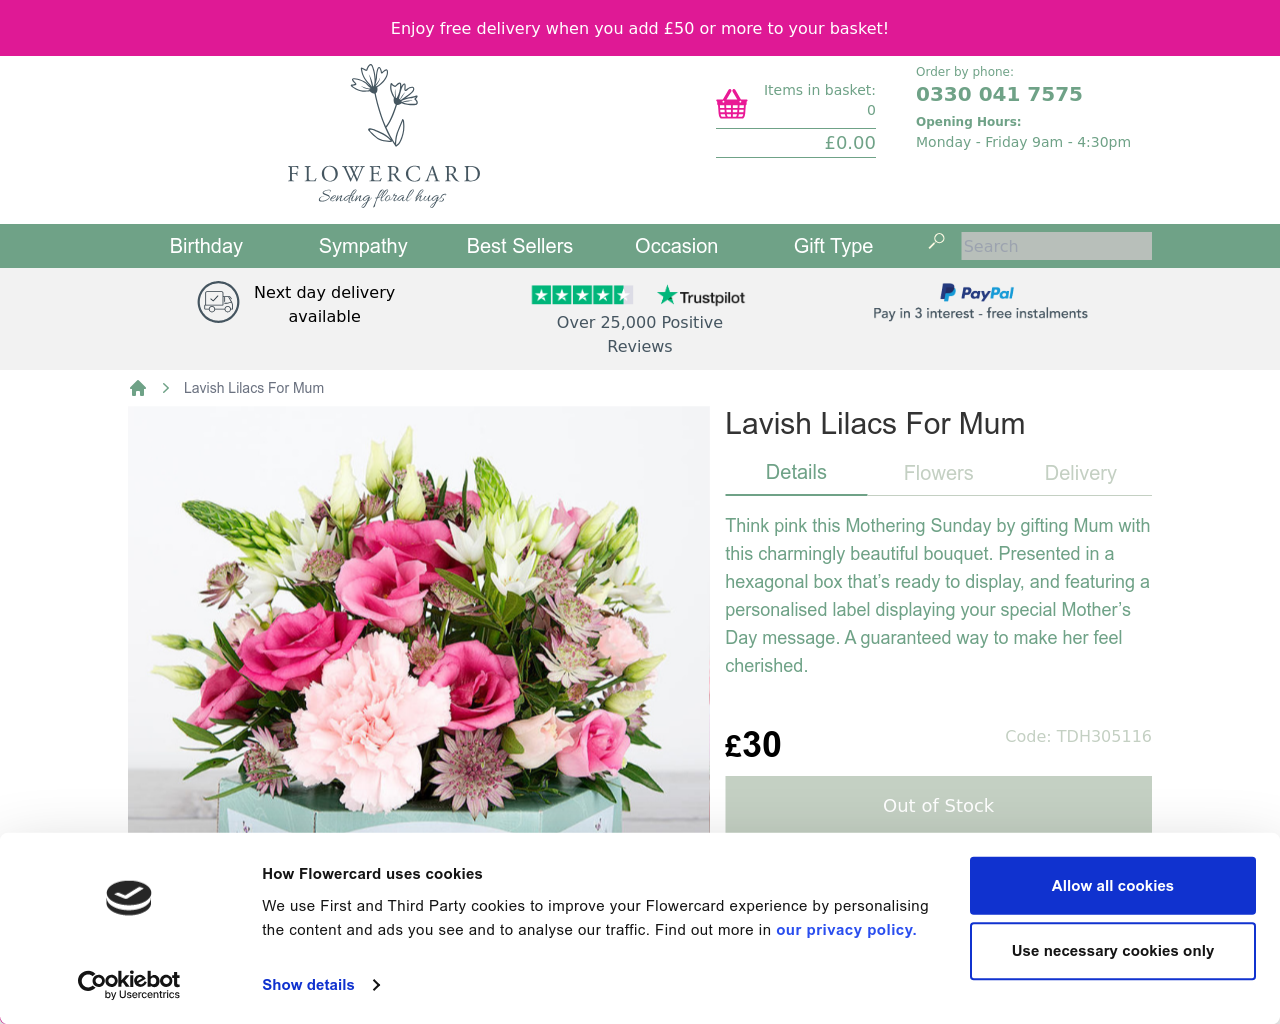 Enjoy free delivery when you add £50 or more to your basket!
FLOWERCARD
Sending floral hugs
Items in basket:
0
£0.00
Order by phone:
0330 041 7575
Opening Hours:
Monday - Friday 9am - 4:30pm
Birthday
Sympathy
Best Sellers
Occasion
Gift Type
Search
Next day delivery
available
Trustpilot
Over 25,000 Positive
Reviews
PayPal
Pay in 3 interest - free instalments
Lavish Lilacs For Mum
Lavish Lilacs For Mum
Details
Flowers
Delivery
Think pink this Mothering Sunday by gifting Mum with
this charmingly beautiful bouquet. Presented in a
hexagonal box that’s ready to display, and featuring a
personalised label displaying your special Mother’s
Day message. A guaranteed way to make her feel
cherished.
£30
Code: TDH305116
Out of Stock
How Flowercard uses cookies
We use First and Third Party cookies to improve your Flowercard experience by personalising
the content and ads you see and to analyse our traffic. Find out more in our privacy policy.
Show details
Allow all cookies
Use necessary cookies only
Cookiebot
by Usercentrics